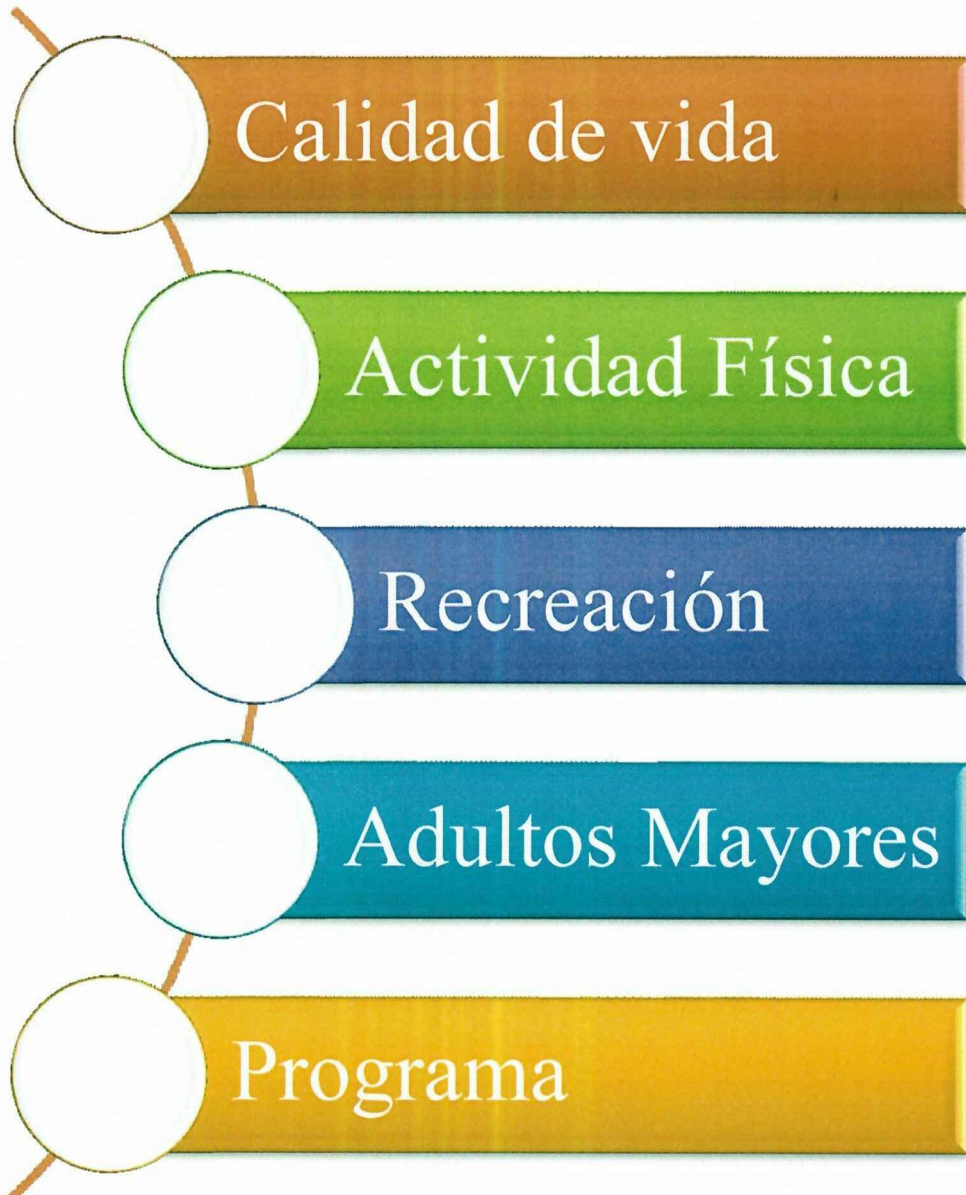 Calidad de vida
Actividad Física
Recreación
Adultos Mayores
Programa